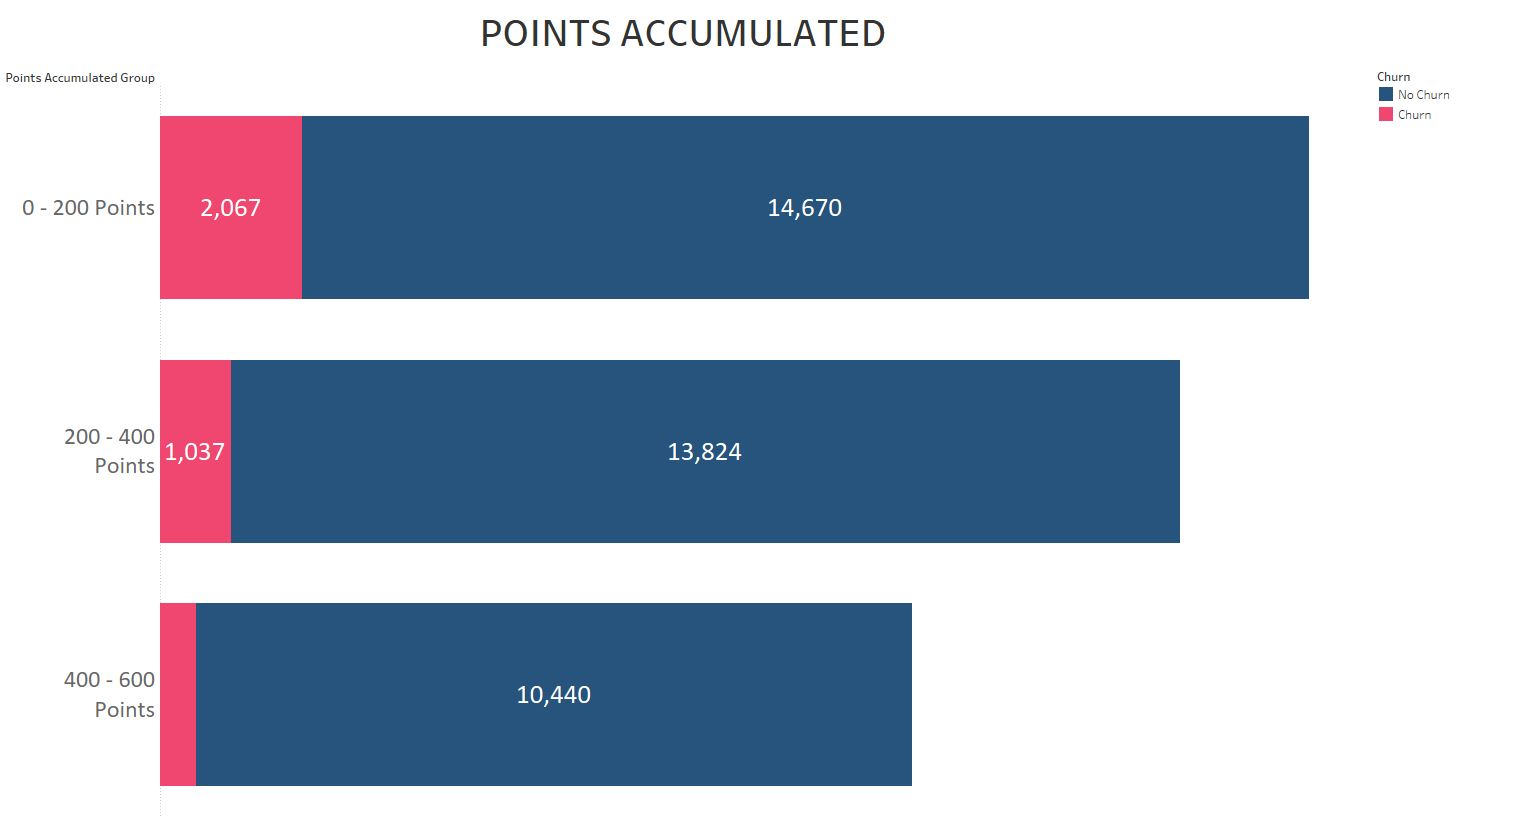 POINTS ACCUMULATED
Points Accumulated Group
Churn
No Churn
Churn
0 - 200 Points
2,067
14,670
200 - 400
Points
1,037
13,824
400 - 600
Points
10,440